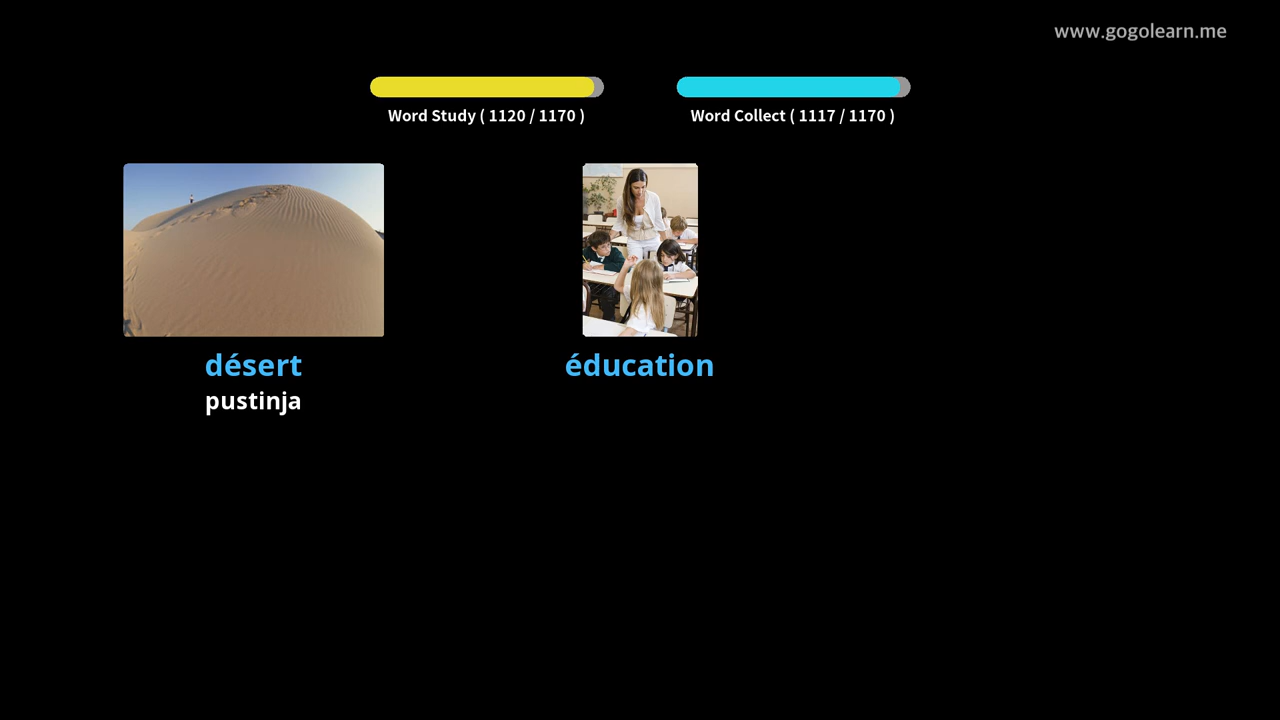 www.gogolearn.me
Word Study ( 1120 / 1170 )
Word Collect ( 1117 / 1170 )
désert
pustinja
éducation